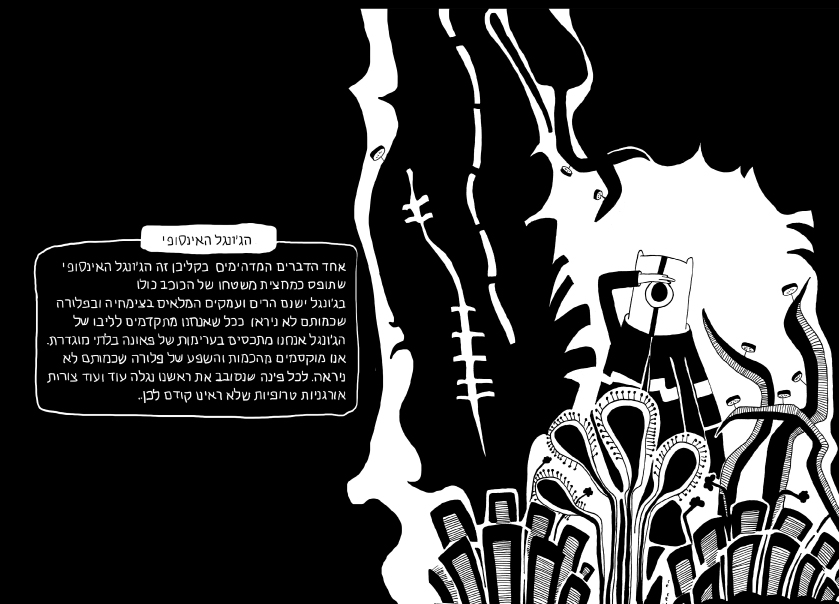 הג'ונגל האינסופי
אחד הדברים המדהימים בקליבן זה הג'ונגל האינסופי
שתופס כמחצית משטחו של הכוכב כולו
בג'ונגל ישנם הרים ועמקים המלאים בצימחיה ובפלורה
שכמותם לא ניראו ככל שאנחנו מתקדמים לליבו של
הג'ונגל אנחנו מתכסים בערימות של פאונה בלתי מוגדרת.
אנו מוקסמים מהכמות והשפע של פלורה שכמותם לא
ניראה. לכל פינה שנסובב את ראשנו נגלה עוד ועוד צורות
אורגניות טרופיות שלא ראינו קודם לכן..